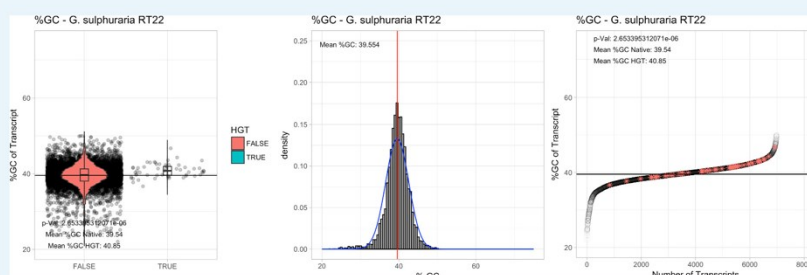 %GC - G. sulphuraria RT22
%GC of Transcript
60
40
20
p-Val: 2.653395312071e-06
Mean %GC Native: 39.54
Mean %GC HGT: 40.85
FALSE
TRUE
HGT
FALSE
TRUE
%GC - G. sulphuraria RT22
Mean %GC: 39.554
density
0.25
0.20
0.15
0.10
0.05
0.00
20
40
60
% GC
%GC - G. sulphuraria RT22
p-Val: 2.653395312071e-06
Mean %GC Native: 39.54
Mean %GC HGT: 40.85
%GC of Transcript
60
40
20
0
2000
4000
6000
800
Number of Transcripts